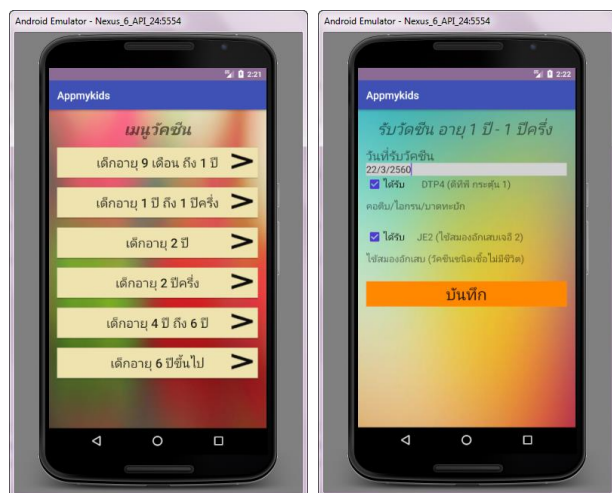 Android Emulator - Nexus_6_API_24:5554
2:21
Appmykids
เมนูวัคซีน
เด็กอายุ 9 เดือน ถึง 1 ปี >
เด็กอายุ 1 ปี ถึง 1 ปีครึ่ง >
เด็กอายุ 2 ปี >
เด็กอายุ 2 ปีครึ่ง >
เด็กอายุ 4 ปี ถึง 6 ปี >
เด็กอายุ 6 ปีขึ้นไป >
Android Emulator - Nexus_6_API_24:5554
2:22
Appmykids
รับวัคซีน อายุ 1 ปี - 1 ปีครึ่ง
วันที่รับวัคซีน
22/3/2560
ได้รับ DTP4 (ดีทีพี กระตุ้น 1)
คอตีบ/ไอกรน/บาดทะยัก
ได้รับ JE2 (ไข้สมองอักเสบเจอี 2)
ไข้สมองอักเสบ (วัคซีนชนิดเชื้อไม่มีชีวิต)
บันทึก